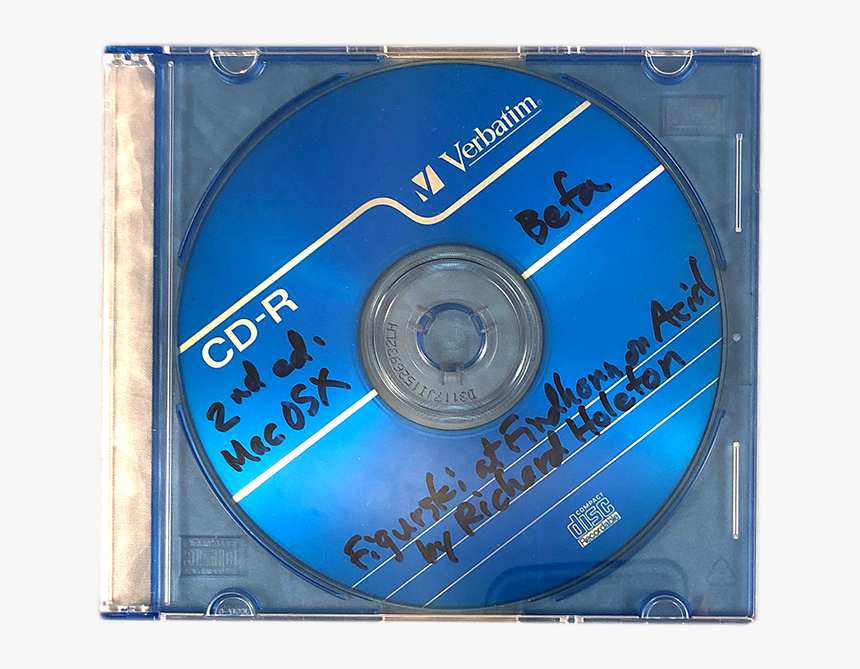 Verbatim
Beta
CD-R
2nd ed.
Mac OSX
Figurski at Findhorn on Acid
by Richard Holeton
COMPACT
disc
Recordable